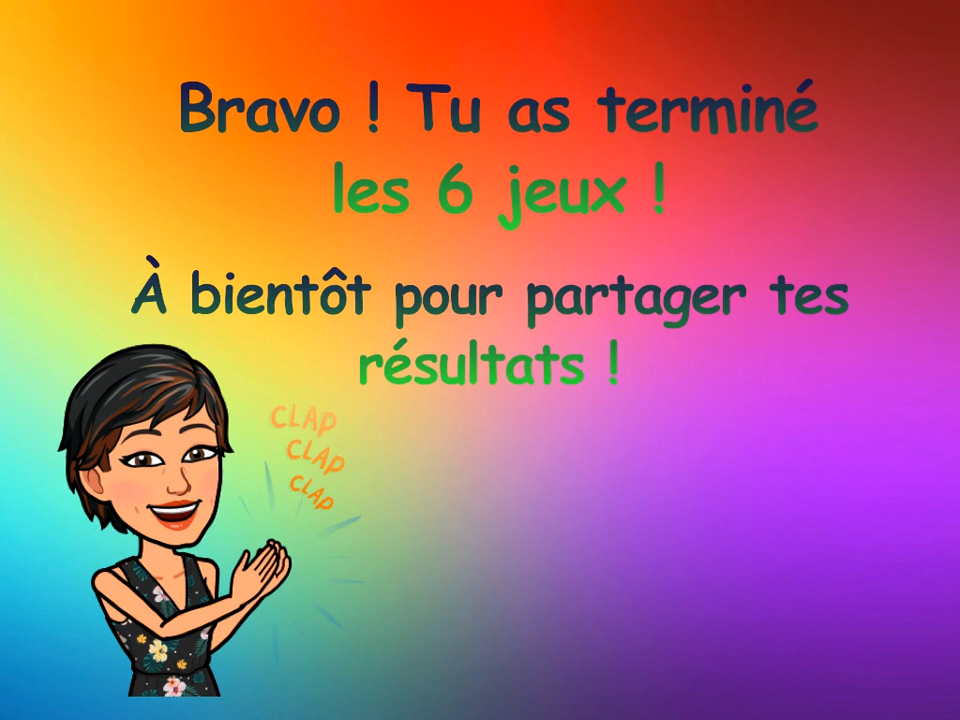 Bravo ! Tu as terminé
les 6 jeux !
À bientôt pour partager tes
résultats !
CLAP
CLAP
CLAP